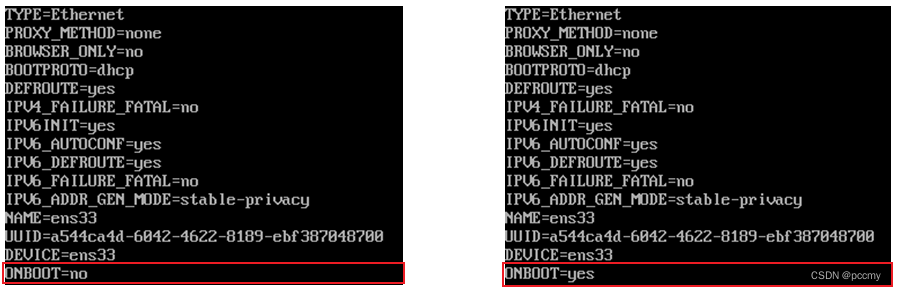 TYPE=Ethernet
PROXY_METHOD=none
BROWSER_ONLY=no
BOOTPROTO=dhcp
DEFROUTE=yes
IPV4_FAILURE_FATAL=no
IPV6INIT=yes
IPV6_AUTOCONF=yes
IPV6_DEFROUTE=yes
IPV6_FAILURE_FATAL=no
IPV6_ADDR_GEN_MODE=stable-privacy
NAME=ens33
UUID=a544ca4d-6042-4622-8189-ebf387048700
DEVICE=ens33
ONBOOT=no
TYPE=Ethernet
PROXY_METHOD=none
BROWSER_ONLY=no
BOOTPROTO=dhcp
DEFROUTE=yes
IPV4_FAILURE_FATAL=no
IPV6INIT=yes
IPV6_AUTOCONF=yes
IPV6_DEFROUTE=yes
IPV6_FAILURE_FATAL=no
IPV6_ADDR_GEN_MODE=stable-privacy
NAME=ens33
UUID=a544ca4d-6042-4622-8189-ebf387048700
DEVICE=ens33
ONBOOT=yes
CSDN @pccmy